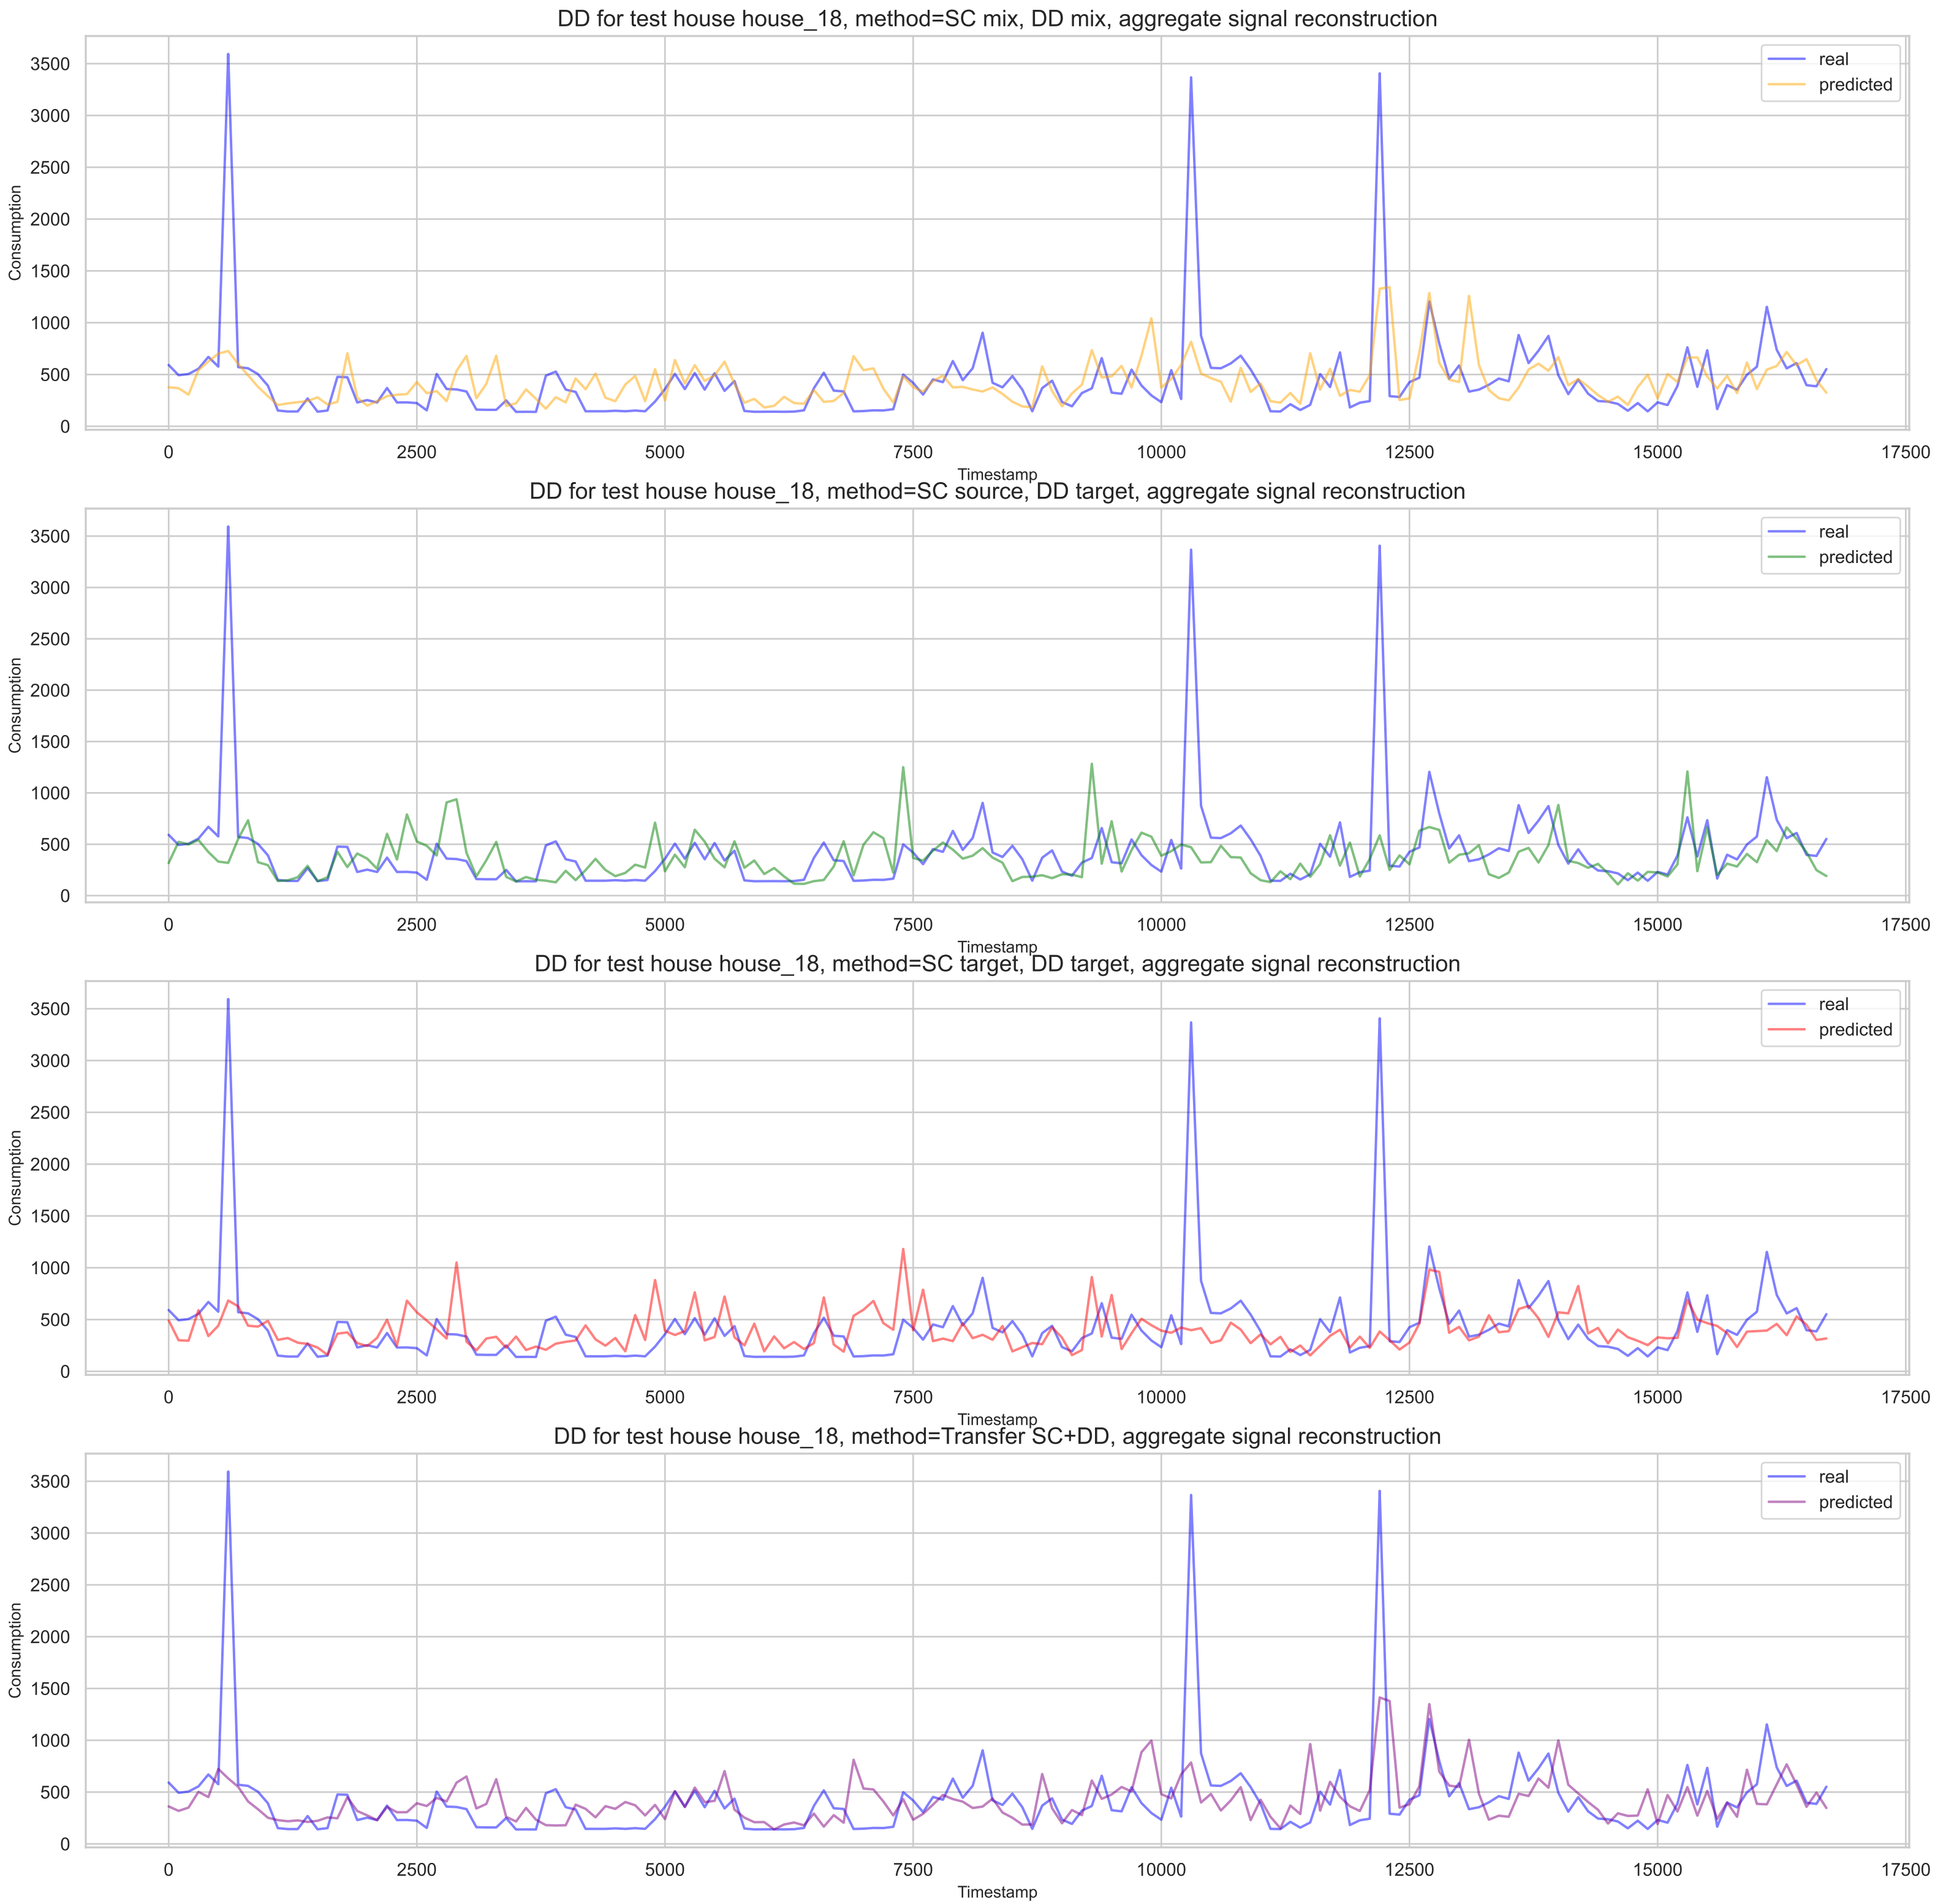 DD for test house house_18, method=SC mix, DD mix, aggregate signal reconstruction
real
predicted
Consumption
3500
3000
2500
2000
1500
1000
500
0
0 2500 5000 7500 10000 12500 15000 17500
Timestamp
DD for test house house_18, method=SC source, DD target, aggregate signal reconstruction
real
predicted
Consumption
3500
3000
2500
2000
1500
1000
500
0
0 2500 5000 7500 10000 12500 15000 17500
Timestamp
DD for test house house_18, method=SC target, DD target, aggregate signal reconstruction
real
predicted
Consumption
3500
3000
2500
2000
1500
1000
500
0
0 2500 5000 7500 10000 12500 15000 17500
Timestamp
DD for test house house_18, method=Transfer SC+DD, aggregate signal reconstruction
real
predicted
Consumption
3500
3000
2500
2000
1500
1000
500
0
0 2500 5000 7500 10000 12500 15000 17500
Timestamp